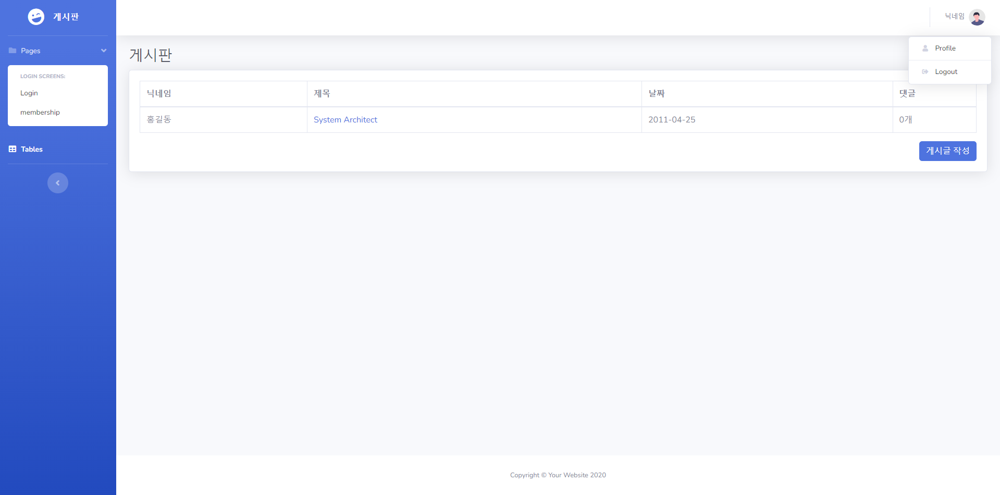 게시판
닉네임
Pages
LOGIN SCREENS:
Login
membership
Tables
Profile
Logout
게시판
닉네임 제목 날짜 댓글
홍길동 System Architect 2011-04-25 0개
게시글 작성
Copyright © Your Website 2020